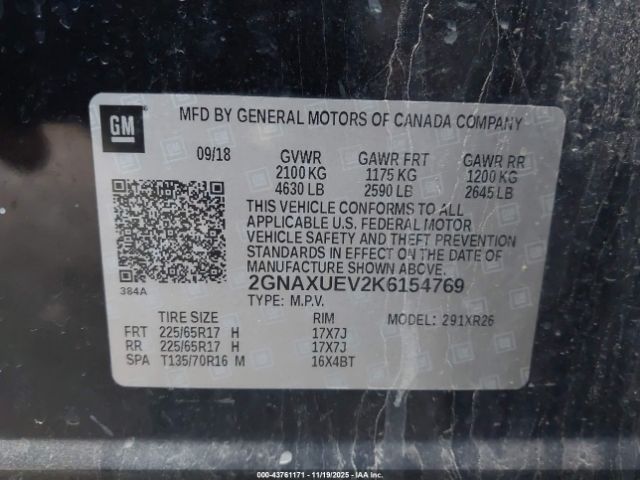 GM
MFD BY GENERAL MOTORS OF CANADA COMPANY
09/18 GVWR GAWR FRT GAWR RR
2100 KG 1175 KG 1200 KG
4630 LB 2590 LB 2645 LB
THIS VEHICLE CONFORMS TO ALL
APPLICABLE U.S. FEDERAL MOTOR
VEHICLE SAFETY AND THEFT PREVENTION
STANDARDS IN EFFECT ON THE DATE
OF MANUFACTURE SHOWN ABOVE.
384A 2GNAXUEV2K6154769
TYPE: M.P.V.
TIRE SIZE RIM MODEL: 291XR26
FRT 225/65R17 H 17X7J
RR 225/65R17 H 17X7J
SPA T135/70R16 M 16X4BT
000-43761171 - 11/19/2025 - www.iaai.com